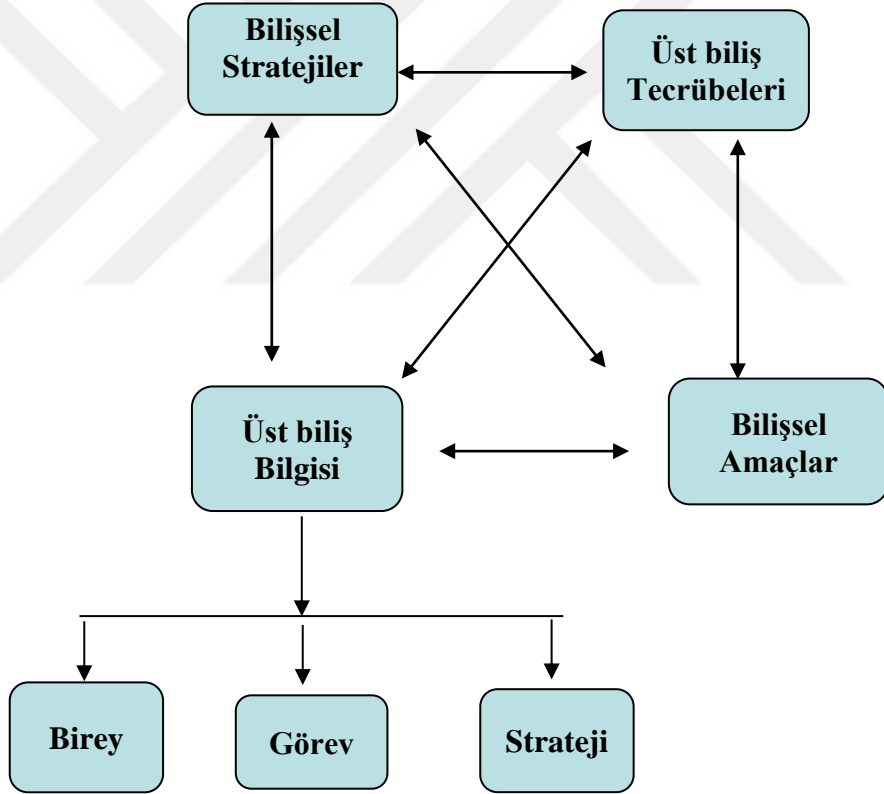 Bilişsel
Stratejiler
Üst biliş
Tecrübeleri
Üst biliş
Bilgisi
Bilişsel
Amaçlar
Birey
Görev
Strateji